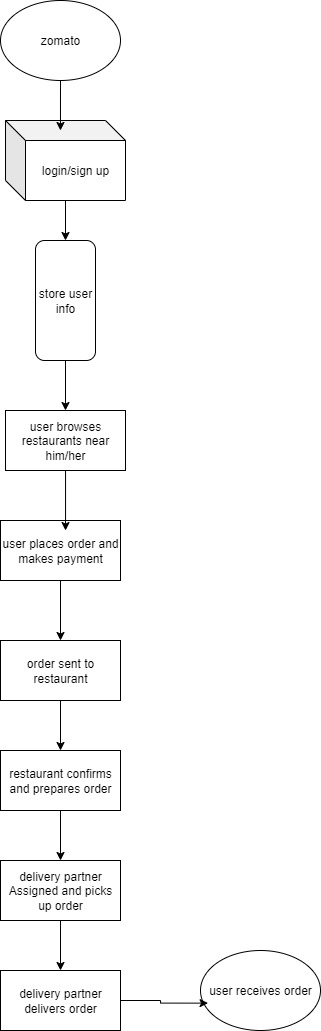 zomato
login/sign up
store user
info
user browses
restaurants near
him/her
user places order and
makes payment
order sent to
restaurant
restaurant confirms
and prepares order
delivery partner
Assigned and picks
up order
delivery partner
delivers order
user receives order